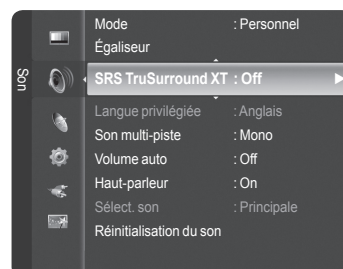 Son
Mode : Personnel
Égaliseur
SRS TruSurround XT : Off
Langue privilégiée : Anglais
Son multi-piste : Mono
Volume auto : Off
Haut-parleur : On
Sélect. son : Principale
Réinitialisation du son